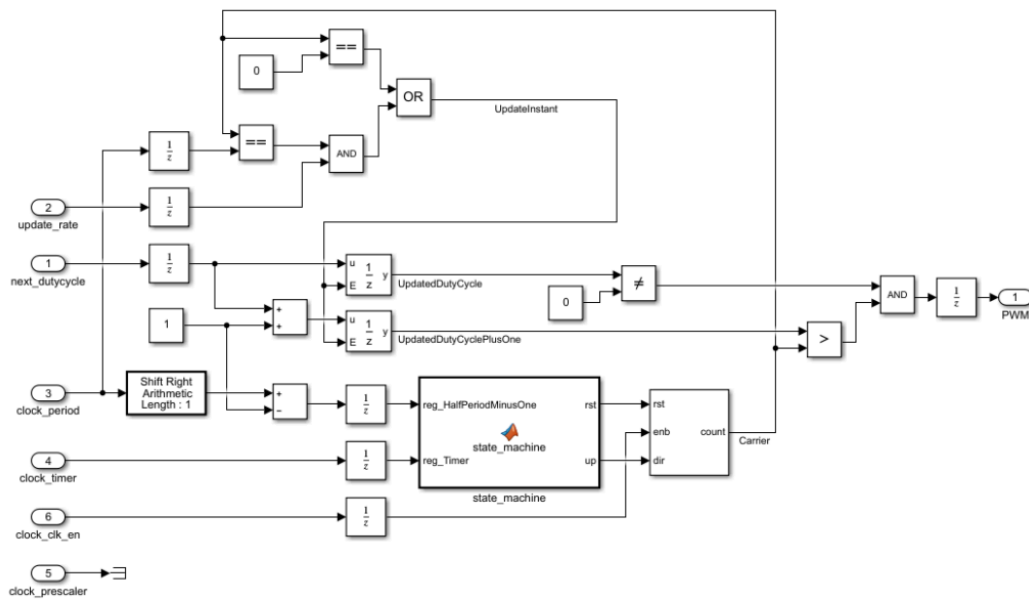 ==
0
OR
UpdateInstant
==
AND
1
z
2
update_rate
1
z
1
next_dutycycle
1
z
u
E
1
z
y
UpdatedDutyCycle
0
≠
AND
1
z
1
PWM
1
+
+
u
E
1
z
y
UpdatedDutyCyclePlusOne
>
3
clock_period
Shift Right
Arithmetic
Length : 1
+
−
1
z
reg_HalfPeriodMinusOne
rst
state_machine
reg_Timer
up
state_machine
rst
enb
dir
count
Carrier
4
clock_timer
1
z
6
clock_clk_en
1
z
5
clock_prescaler